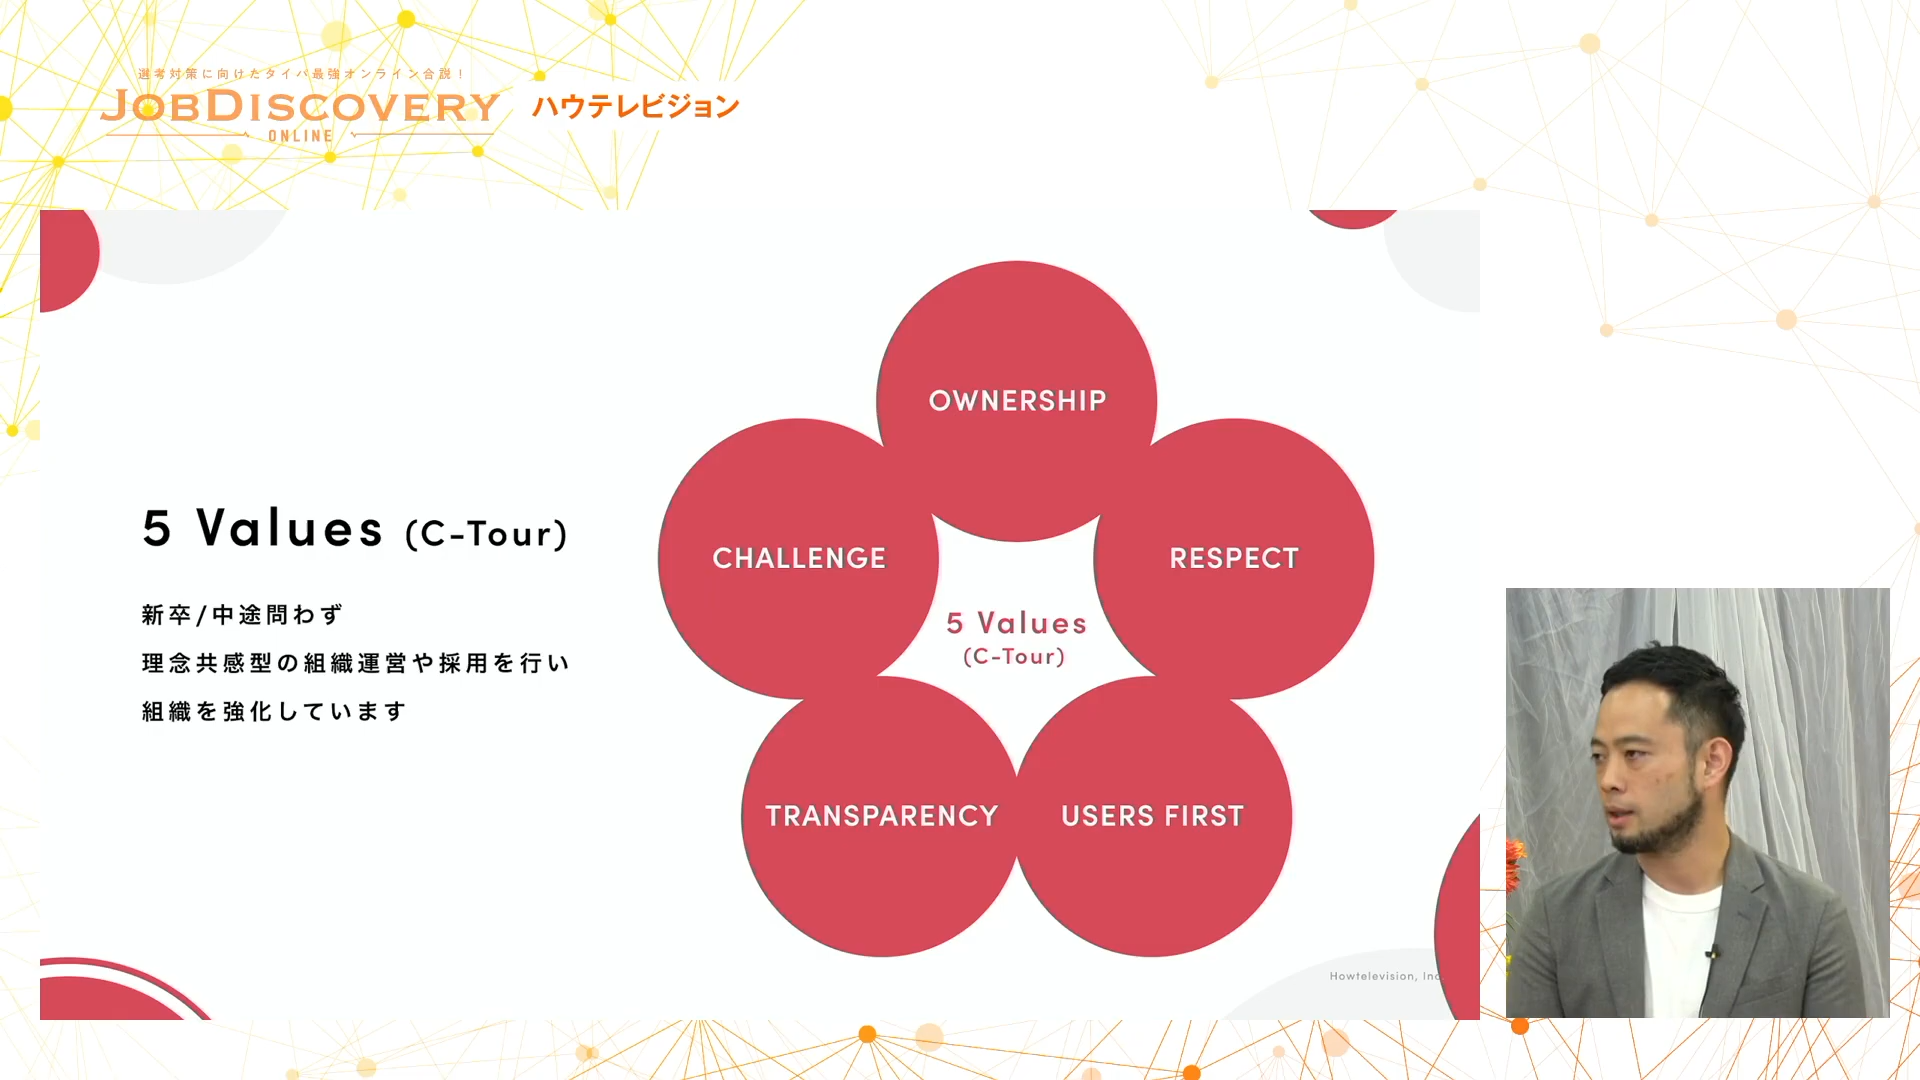 選考対策に向けたタイパ最強オンライン合説！
JOBDISCOVERY
ONLINE
ハウテレビジョン
5 Values (C-Tour)
新卒/中途問わず
理念共感型の組織運営や採用を行い
組織を強化しています
OWNERSHIP
CHALLENGE
RESPECT
5 Values
(C-Tour)
TRANSPARENCY
USERS FIRST
Howtelevision, Inc